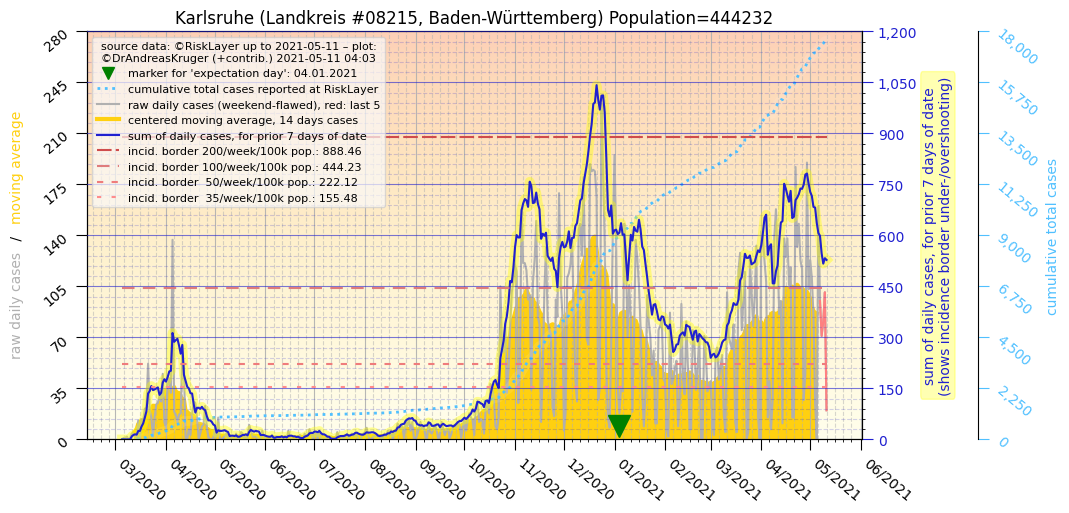 Karlsruhe (Landkreis #08215, Baden-Württemberg) Population=444232
source data: ©RiskLayer up to 2021-05-11 – plot:
©DrAndreasKruger (+contrib.) 2021-05-11 04:03
marker for 'expectation day': 04.01.2021
cumulative total cases reported at RiskLayer
raw daily cases (weekend-flawed), red: last 5
centered moving average, 14 days cases
sum of daily cases, for prior 7 days of date
incid. border 200/week/100k pop.: 888.46
incid. border 100/week/100k pop.: 444.23
incid. border  50/week/100k pop.: 222.12
incid. border  35/week/100k pop.: 155.48
raw daily cases / moving average
280
245
210
175
140
105
70
35
0
1,200
1,050
900
750
600
450
300
150
0
sum of daily cases, for prior 7 days of date
(shows incidence border under-/overshooting)
18,000
15,750
13,500
11,250
9,000
6,750
4,500
2,250
0
cumulative total cases
03/2020
04/2020
05/2020
06/2020
07/2020
08/2020
09/2020
10/2020
11/2020
12/2020
01/2021
02/2021
03/2021
04/2021
05/2021
06/2021